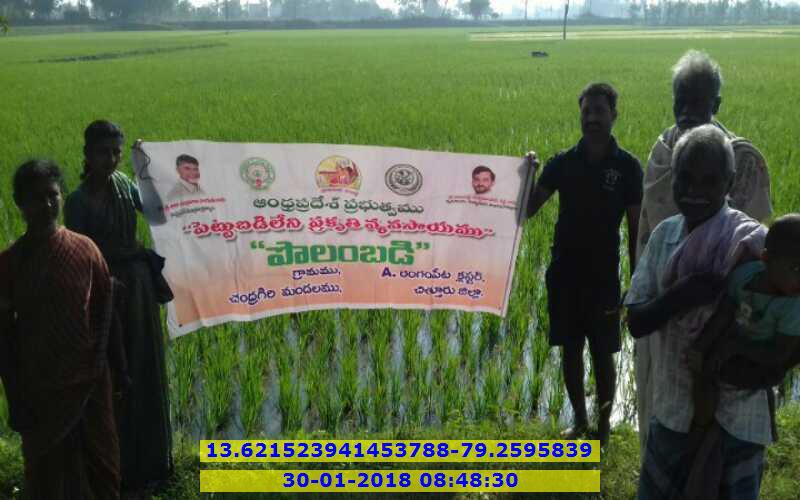 ఆంధ్రప్రదేశ్ ప్రభుత్వము
"పెట్టుబడిలేని ప్రకృతి వ్యవసాయము"
"పొలంబడి"
గ్రామము, A. లింగంపేట క్లస్టర్,
చంద్రగిరి మండలము, చిత్తూరు జిల్లా.
13.621523941453788-79.2595839
30-01-2018 08:48:30